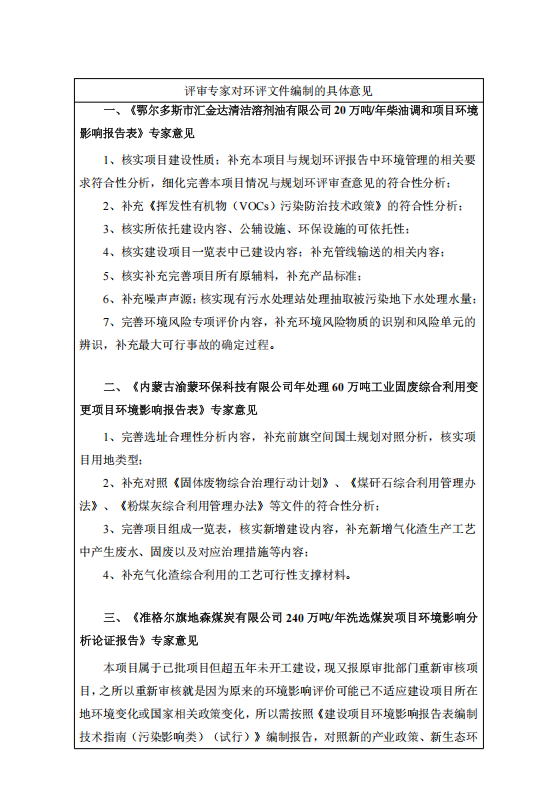 评审专家对环评文件编制的具体意见
一、《鄂尔多斯市汇金达清洁溶剂油有限公司 20 万吨/年柴油调和项目环境
影响报告表》专家意见
1、核实项目建设性质；补充本项目与规划环评报告中环境管理的相关要
求符合性分析，细化完善本项目情况与规划环评审查意见的符合性分析；
2、补充《挥发性有机物（VOCs）污染防治技术政策》的符合性分析；
3、核实所依托建设内容、公辅设施、环保设施的可依托性；
4、核实建设项目一览表中已建设内容；补充管线输送的相关内容；
5、核实补充完善项目所有原辅料，补充产品标准；
6、补充噪声声源；核实现有污水处理站处理抽取被污染地下水处理水量；
7、完善环境风险专项评价内容，补充环境风险物质的识别和风险单元的
辨识，补充最大可行事故的确定过程。
二、《内蒙古渝蒙环保科技有限公司年处理 60 万吨工业固废综合利用变
更项目环境影响报告表》专家意见
1、完善选址合理性分析内容，补充前旗空间国土规划对照分析，核实项
目用地类型；
2、补充对照《固体废物综合治理行动计划》、《煤矸石综合利用管理办
法》、《粉煤灰综合利用管理办法》等文件的符合性分析；
3、完善项目组成一览表，核实新增建设内容，补充新增气化渣生产工艺
中产生废水、固废以及对应治理措施等内容；
4、补充气化渣综合利用的工艺可行性支撑材料。
三、《准格尔旗地森煤炭有限公司 240 万吨/年洗选煤炭项目环境影响分
析论证报告》专家意见
本项目属于已批项目但超五年未开工建设，现又报原审批部门重新审核项
目，之所以重新审核就是因为原来的环境影响评价可能已不适应建设项目所在
地环境变化或国家相关政策变化，所以需按照《建设项目环境影响报告表编制
技术指南（污染影响类）（试行）》编制报告，对照新的产业政策、新生态环